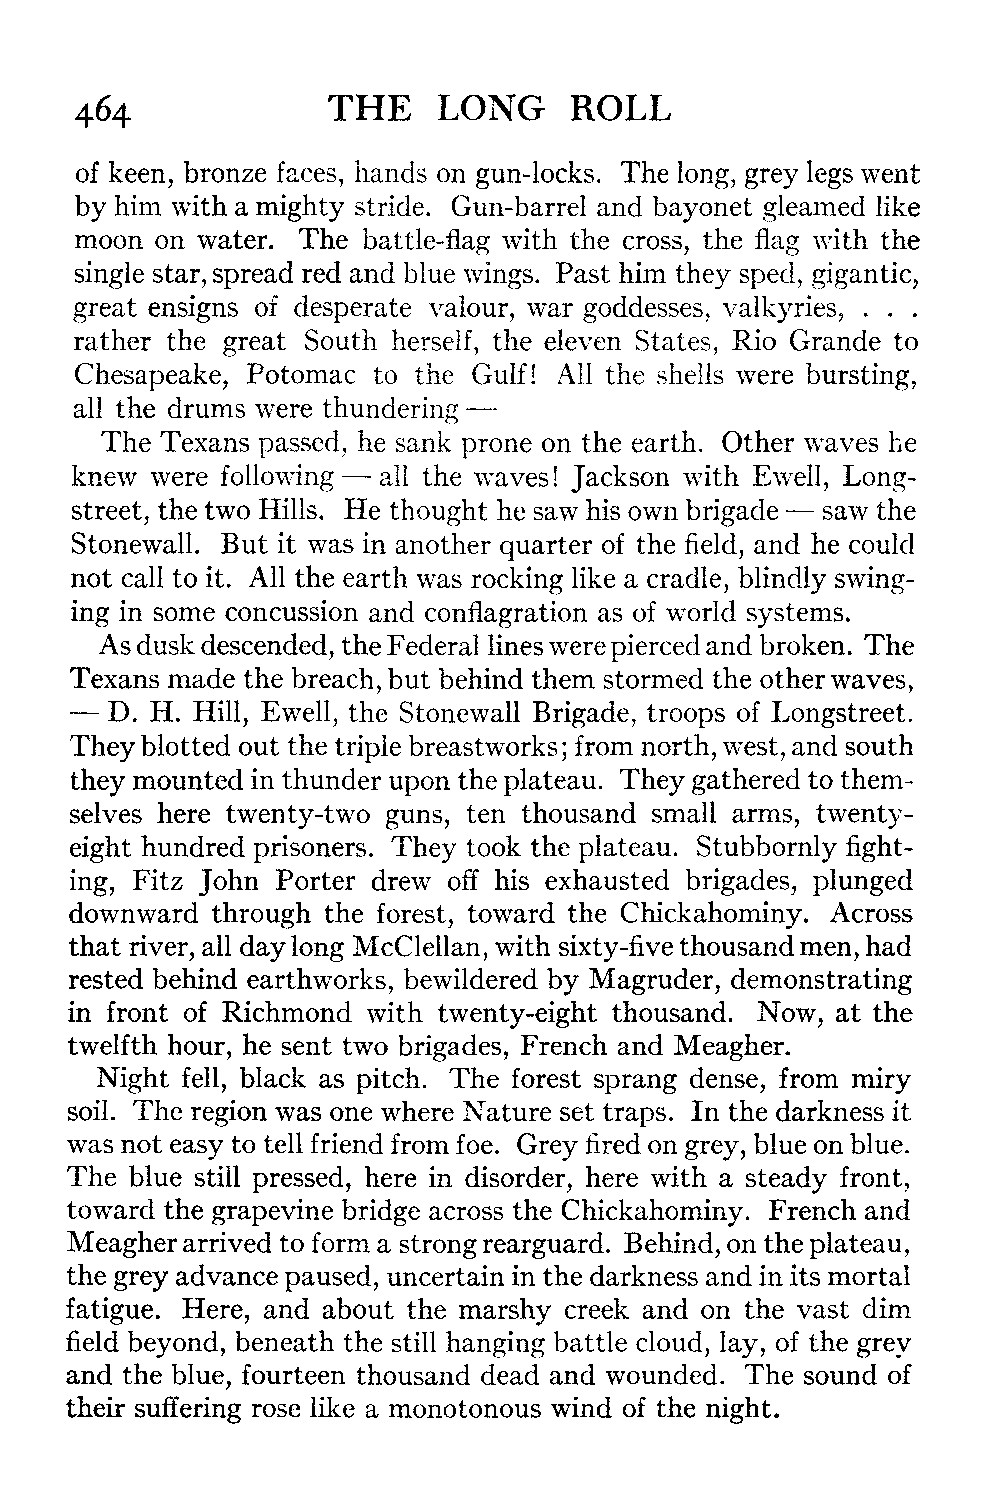 464 THE LONG ROLL
of keen, bronze faces, hands on gun-locks. The long, grey legs went
by him with a mighty stride. Gun-barrel and bayonet gleamed like
moon on water. The battle-flag with the cross, the flag with the
single star, spread red and blue wings. Past him they sped, gigantic,
great ensigns of desperate valour, war goddesses, valkyries, . . .
rather the great South herself, the eleven States, Rio Grande to
Chesapeake, Potomac to the Gulf! All the shells were bursting,
all the drums were thundering —
The Texans passed, he sank prone on the earth. Other waves he
knew were following — all the waves! Jackson with Ewell, Long-
street, the two Hills. He thought he saw his own brigade — saw the
Stonewall. But it was in another quarter of the field, and he could
not call to it. All the earth was rocking like a cradle, blindly swing-
ing in some concussion and conflagration as of world systems.
As dusk descended, the Federal lines were pierced and broken. The
Texans made the breach, but behind them stormed the other waves,
— D. H. Hill, Ewell, the Stonewall Brigade, troops of Longstreet.
They blotted out the triple breastworks; from north, west, and south
they mounted in thunder upon the plateau. They gathered to them-
selves here twenty-two guns, ten thousand small arms, twenty-
eight hundred prisoners. They took the plateau. Stubbornly fight-
ing, Fitz John Porter drew off his exhausted brigades, plunged
downward through the forest, toward the Chickahominy. Across
that river, all day long McClellan, with sixty-five thousand men, had
rested behind earthworks, bewildered by Magruder, demonstrating
in front of Richmond with twenty-eight thousand. Now, at the
twelfth hour, he sent two brigades, French and Meagher.
Night fell, black as pitch. The forest sprang dense, from miry
soil. The region was one where Nature set traps. In the darkness it
was not easy to tell friend from foe. Grey fired on grey, blue on blue.
The blue still pressed, here in disorder, here with a steady front,
toward the grapevine bridge across the Chickahominy. French and
Meagher arrived to form a strong rearguard. Behind, on the plateau,
the grey advance paused, uncertain in the darkness and in its mortal
fatigue. Here, and about the marshy creek and on the vast dim
field beyond, beneath the still hanging battle cloud, lay, of the grey
and the blue, fourteen thousand dead and wounded. The sound of
their suffering rose like a monotonous wind of the night.